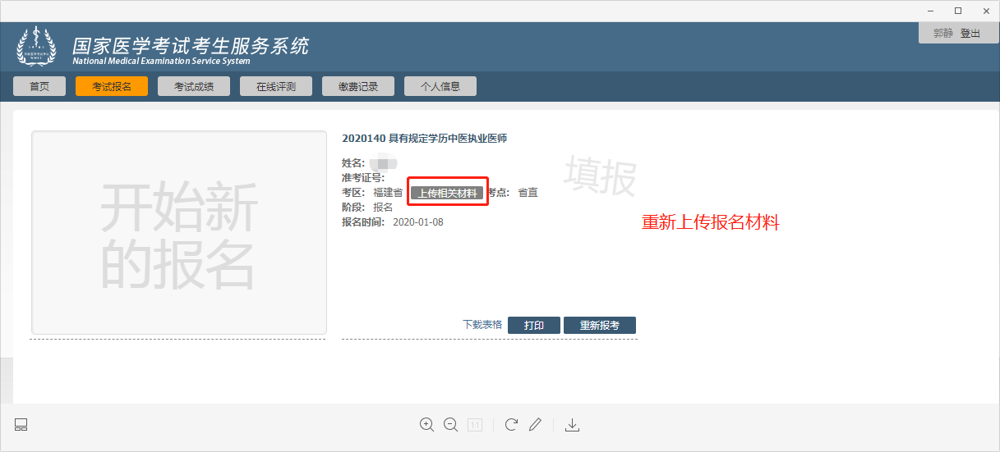 郭静 登出
国家医学考试考生服务系统
National Medical Examination Service System
首页 考试报名 考试成绩 在线评测 缴费记录 个人信息
开始新
的报名
2020140 具有规定学历中医执业医师
姓名:
准考证号:
考区: 福建省 上传相关材料 考点: 省直
阶段: 报名
报名时间: 2020-01-08
填报
重新上传报名材料
下载表格 打印 重新报考
1:1